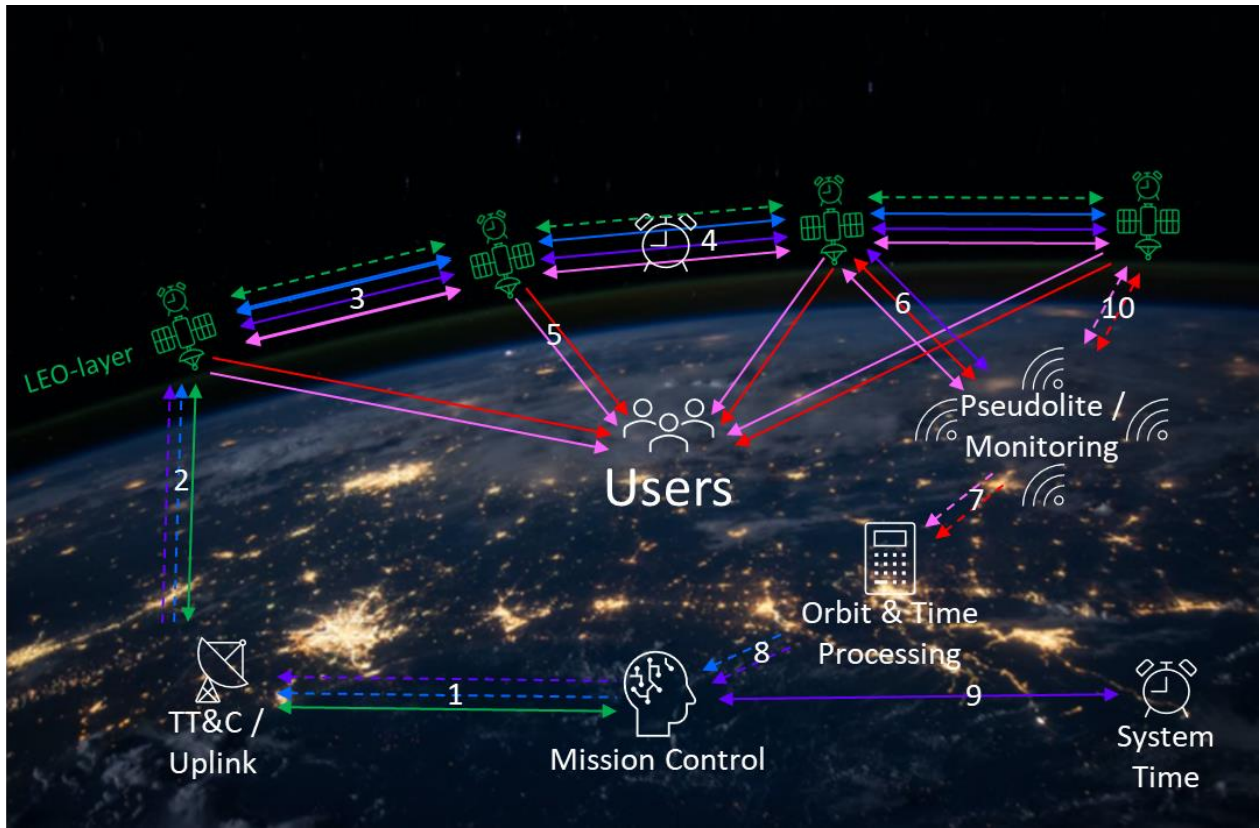 4
3
6
10
5
LEO-layer
Pseudolite /
Monitoring
2
Users
7
Orbit & Time
Processing
8
1
9
TT&C /
Uplink
Mission Control
System
Time